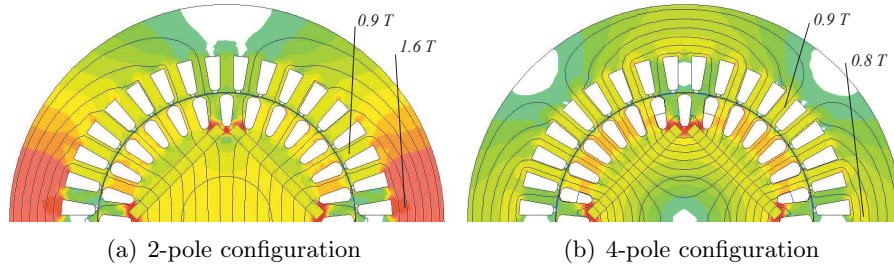 0.9 T
1.6 T
0.9 T
0.8 T
(a) 2-pole configuration
(b) 4-pole configuration